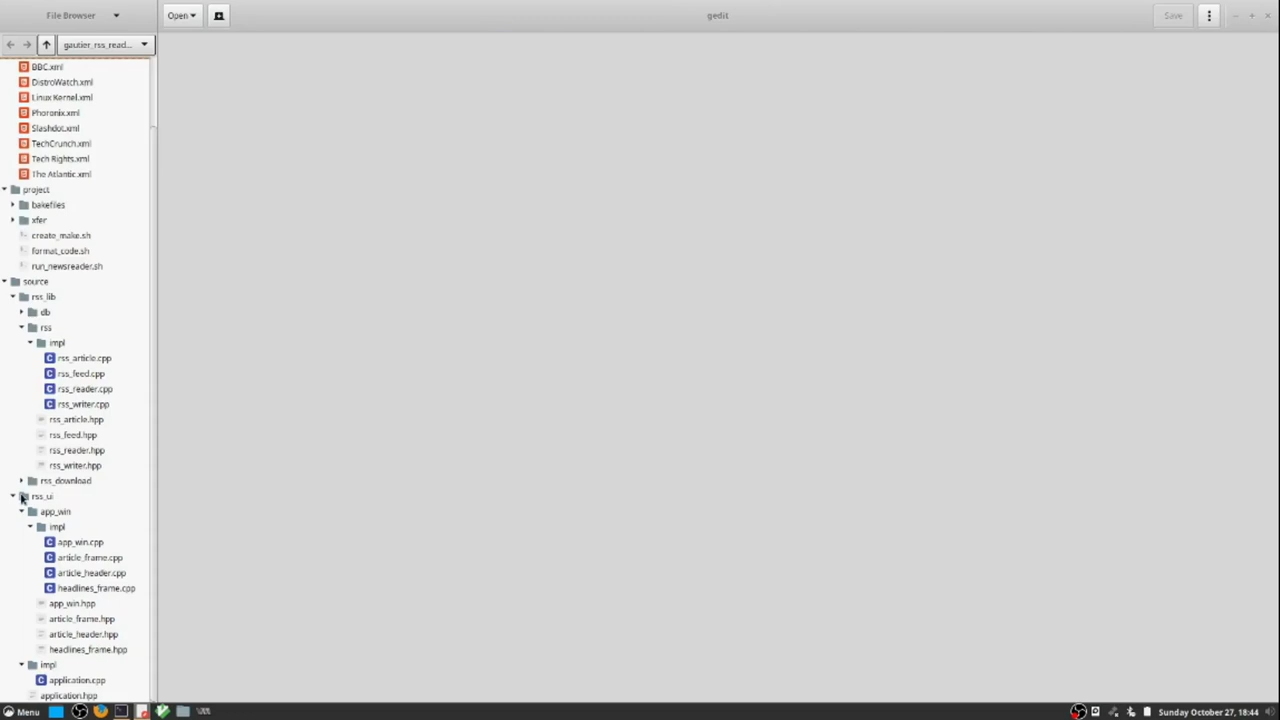 File Browser
Open
gedit
Save
gautier_rss_read...
BBC.xml
DistroWatch.xml
Linux Kernel.xml
Phoronix.xml
Slashdot.xml
TechCrunch.xml
Tech Rights.xml
The Atlantic.xml
project
bakefiles
xfer
create_make.sh
format_code.sh
run_newsreader.sh
source
rss_lib
db
rss
impl
rss_article.cpp
rss_feed.cpp
rss_reader.cpp
rss_writer.cpp
rss_article.hpp
rss_feed.hpp
rss_reader.hpp
rss_writer.hpp
rss_download
rss_ui
app_win
impl
app_win.cpp
article_frame.cpp
article_header.cpp
headlines_frame.cpp
app_win.hpp
article_frame.hpp
article_header.hpp
headlines_frame.hpp
impl
application.cpp
application.hpp
Menu
Sunday October 27, 18:44